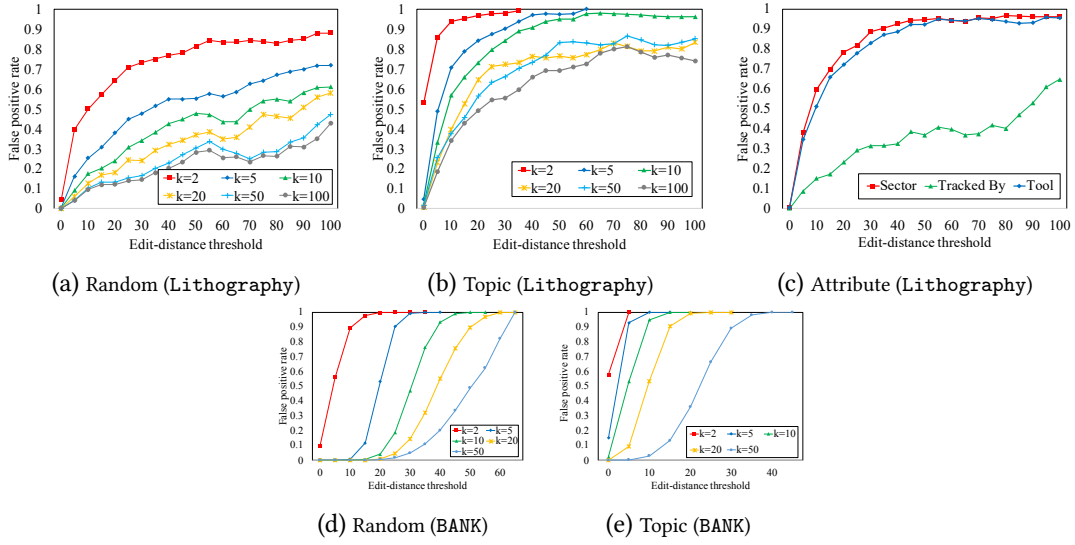 1
0.9
0.8
0.7
0.6
0.5
0.4
0.3
0.2
0.1
0
False positive rate
k=2 k=5 k=10
k=20 k=50 k=100
0 10 20 30 40 50 60 70 80 90 100
Edit-distance threshold
(a) Random (Lithography)
1
0.9
0.8
0.7
0.6
0.5
0.4
0.3
0.2
0.1
0
False positive rate
k=2 k=5 k=10
k=20 k=50 k=100
0 10 20 30 40 50 60 70 80 90 100
Edit-distance threshold
(b) Topic (Lithography)
1
0.9
0.8
0.7
0.6
0.5
0.4
0.3
0.2
0.1
0
False positive rate
Sector Tracked By Tool
0 10 20 30 40 50 60 70 80 90 100
Edit-distance threshold
(c) Attribute (Lithography)
1
0.9
0.8
0.7
0.6
0.5
0.4
0.3
0.2
0.1
0
False positive rate
k=2 k=5
k=10 k=20
k=50
0 10 20 30 40 50 60
Edit-distance threshold
(d) Random (BANK)
1
0.9
0.8
0.7
0.6
0.5
0.4
0.3
0.2
0.1
0
False positive rate
k=2 k=5 k=10
k=20 k=50
0 10 20 30 40
Edit-distance threshold
(e) Topic (BANK)